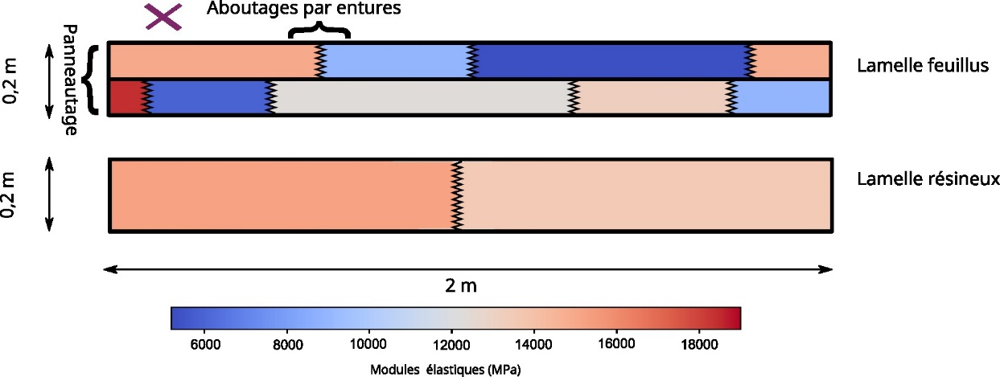 Aboutages par entures
Panneautage
0,2 m
Lamelle feuillus
0,2 m
Lamelle résineux
2 m
6000 8000 10000 12000 14000 16000 18000
Modules élastiques (MPa)